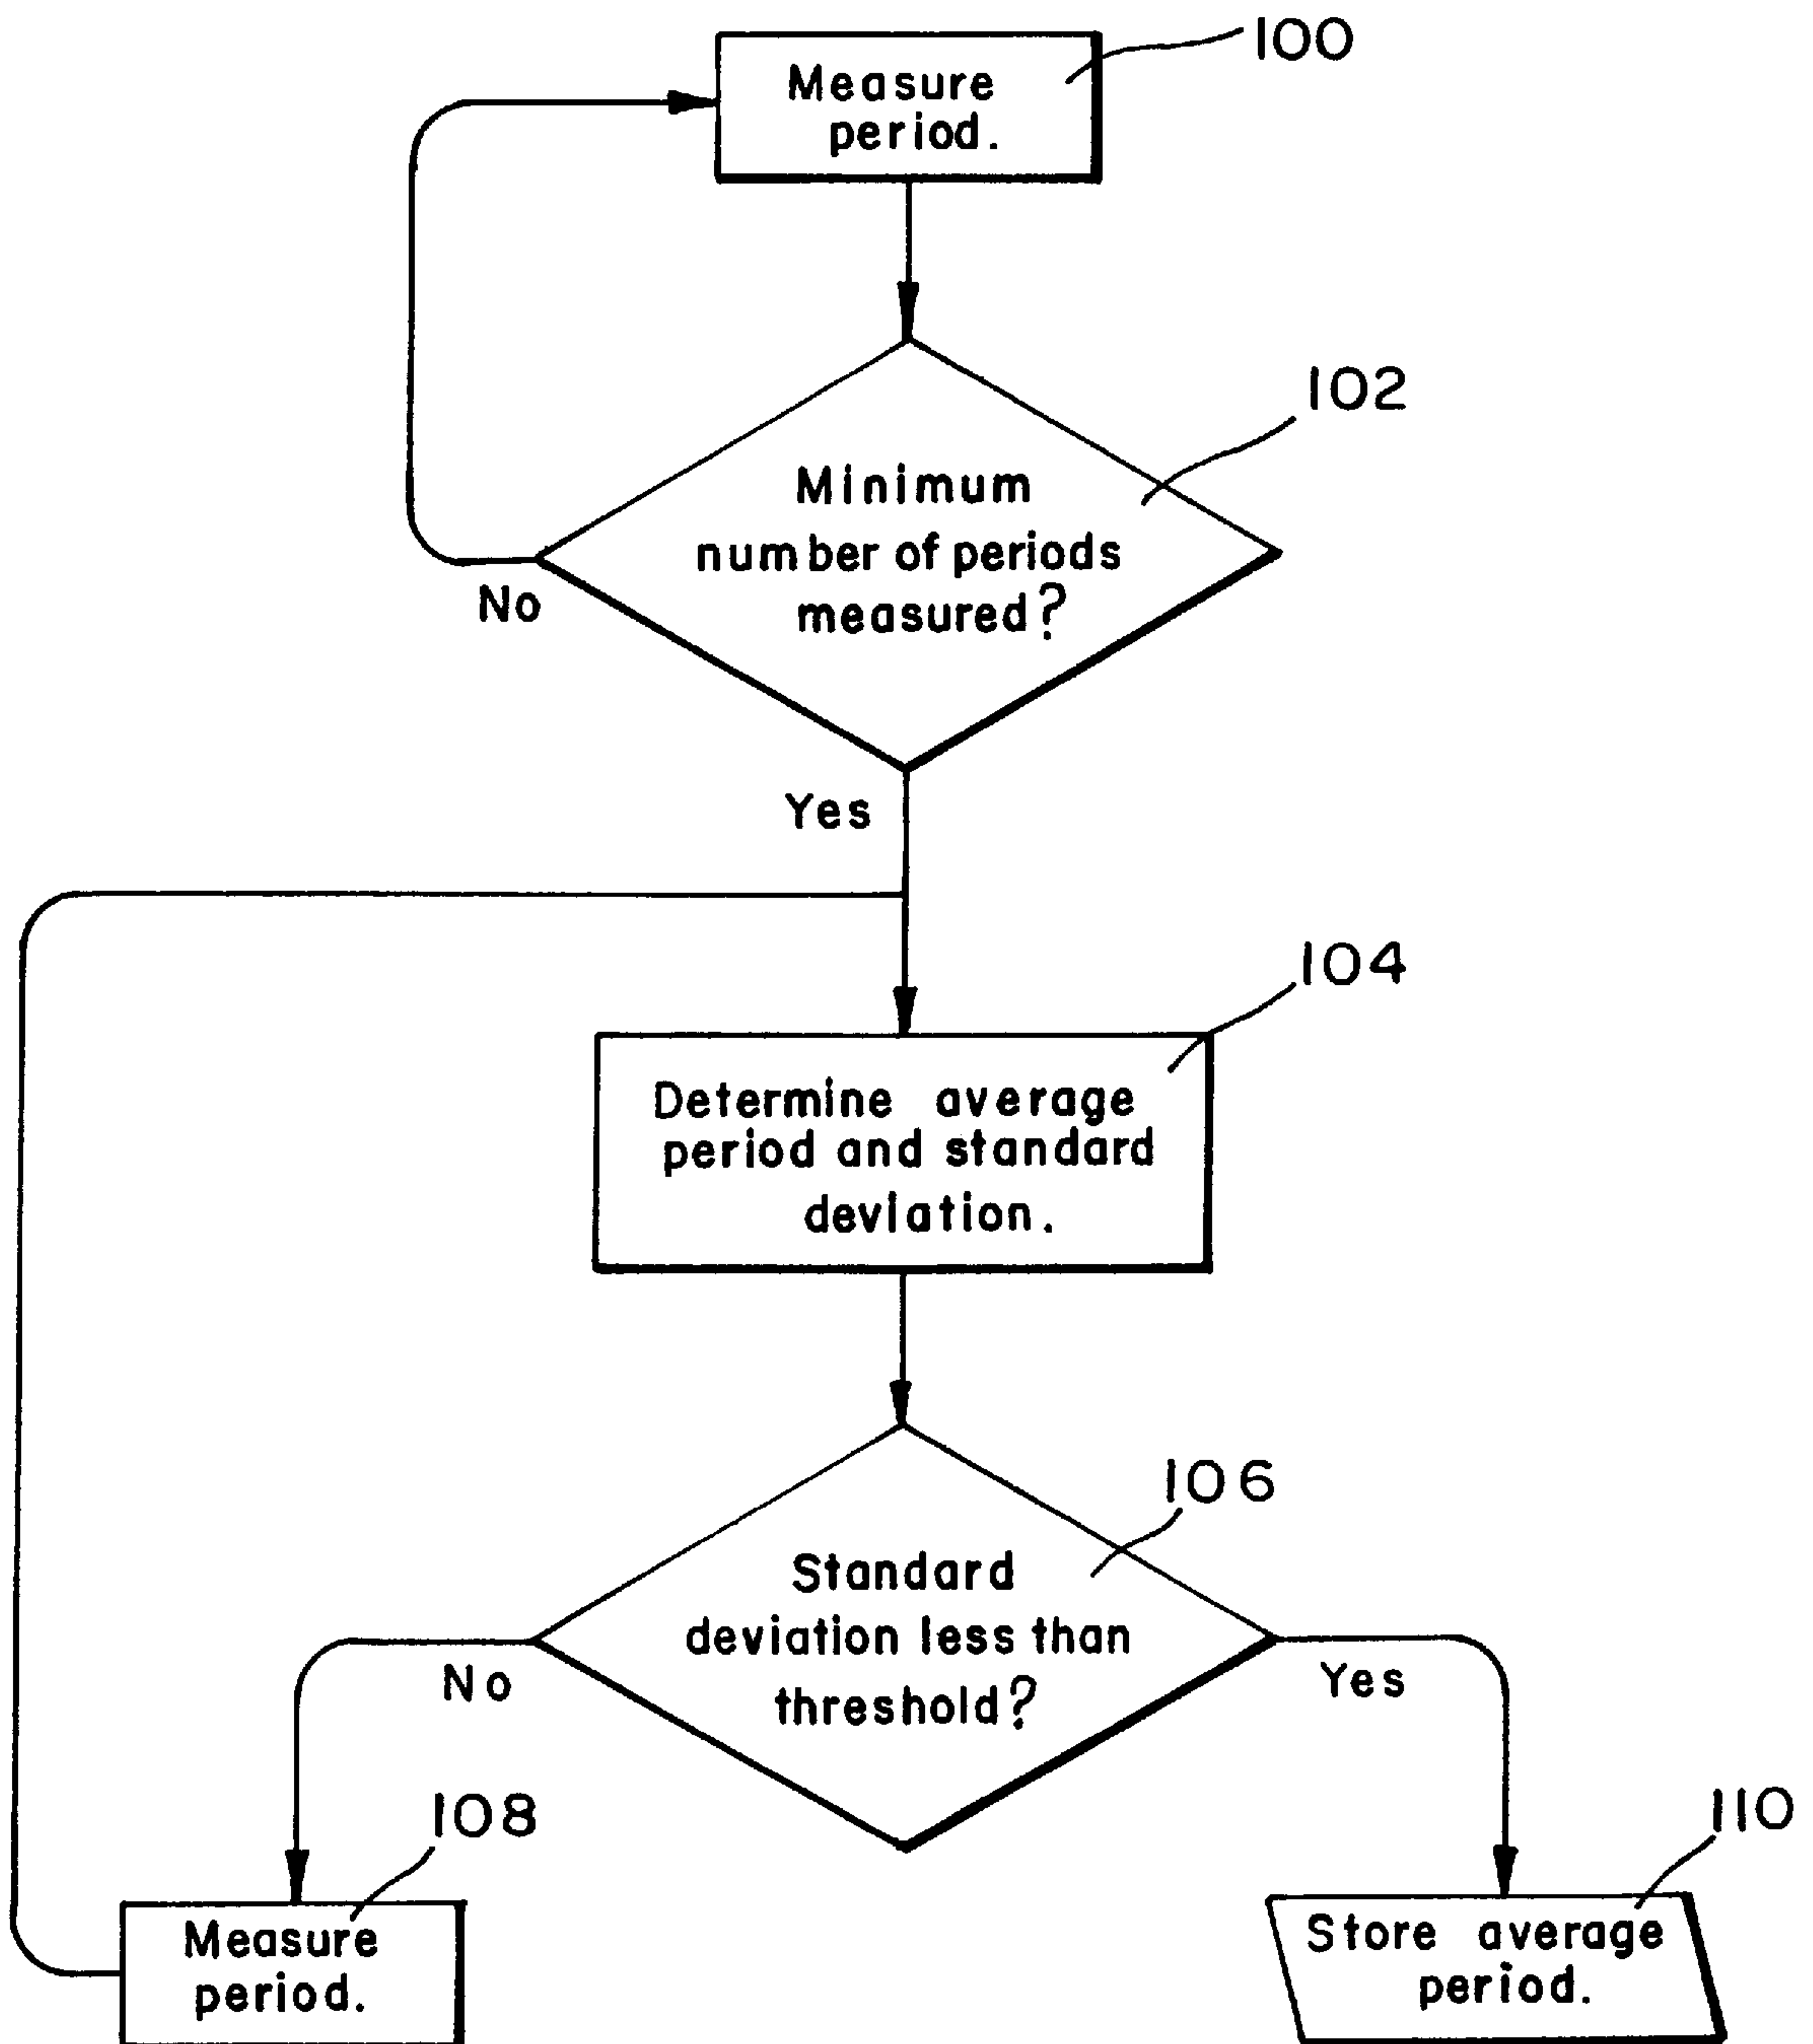 100
Measure
period.
102
Minimum
number of periods
measured?
No
Yes
104
Determine average
period and standard
deviation.
106
Standard
deviation less than
threshold?
No
Yes
108
Measure
period.
110
Store average
period.